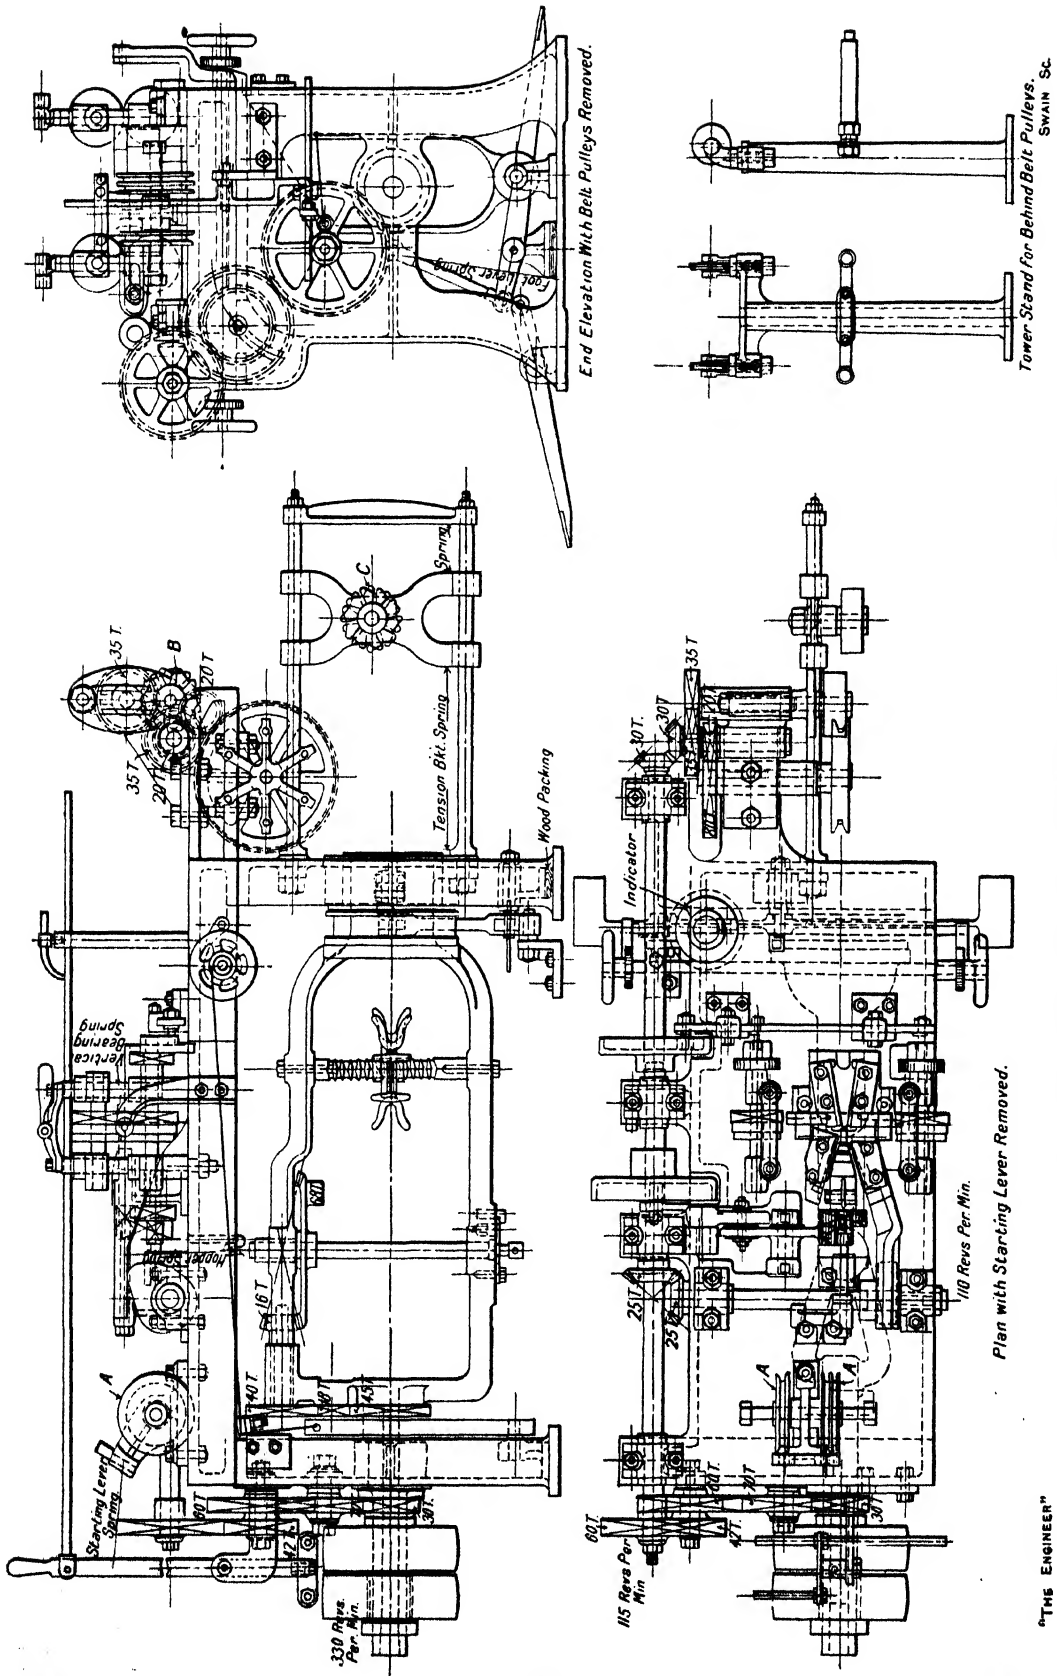 End Elevation With Belt Pulleys Removed.
Foot Lever Spring
Tower Stand For Behind Belt Pulleys.
SWAIN Sc.
Starting Lever
Spring.
A
Hopper
Spring
Vertical
Bearing
Spring
35 T.
B
20 T
35 T.
20 T
C
Spring
Tension Bkt. Spring
Wood Packing
16 T
40 T
45 T
60 T
42 T
30 T.
330 Revs.
Per. Min.
Indicator
30 T.
30 T
35 T
25 T
25 T
110 Revs Per. Min.
A
A
60 T.
42 T.
70 T
30 T
115 Revs Per
Min
Plan with Starting Lever Removed.
"THE ENGINEER"